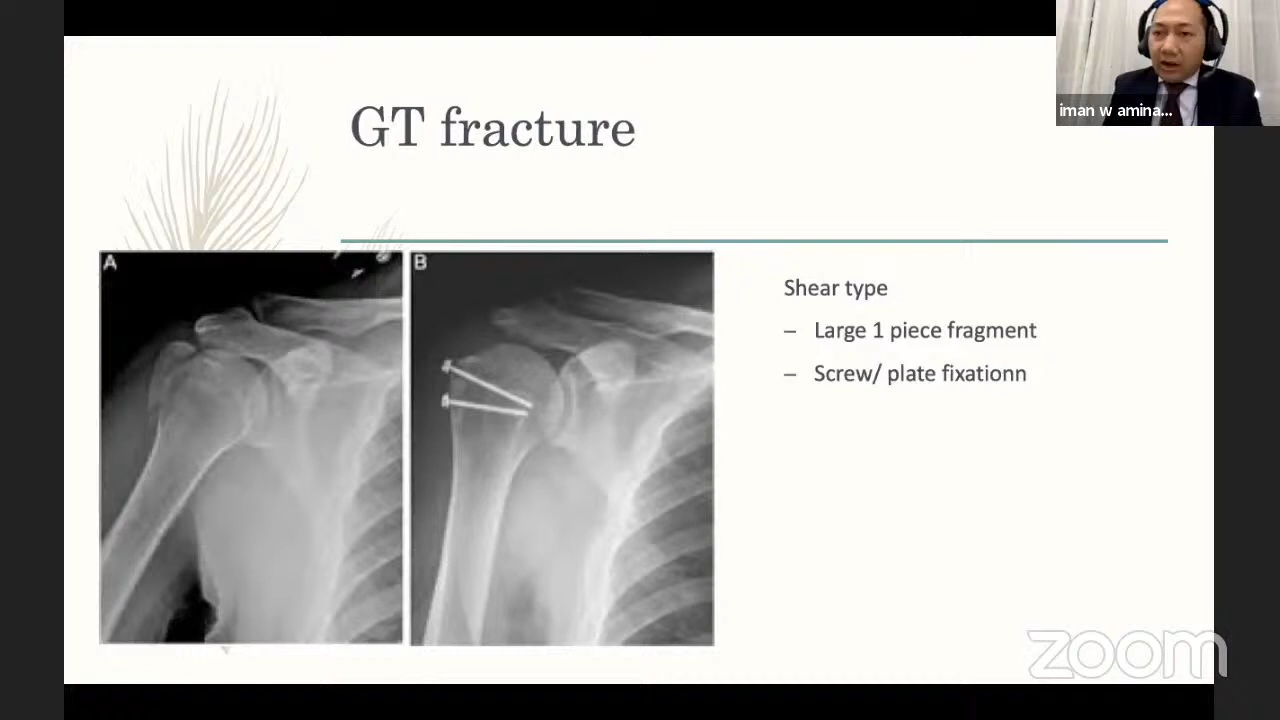 iman w amina...
GT fracture
A
B
Shear type
– Large 1 piece fragment
– Screw/ plate fixationn
zoom